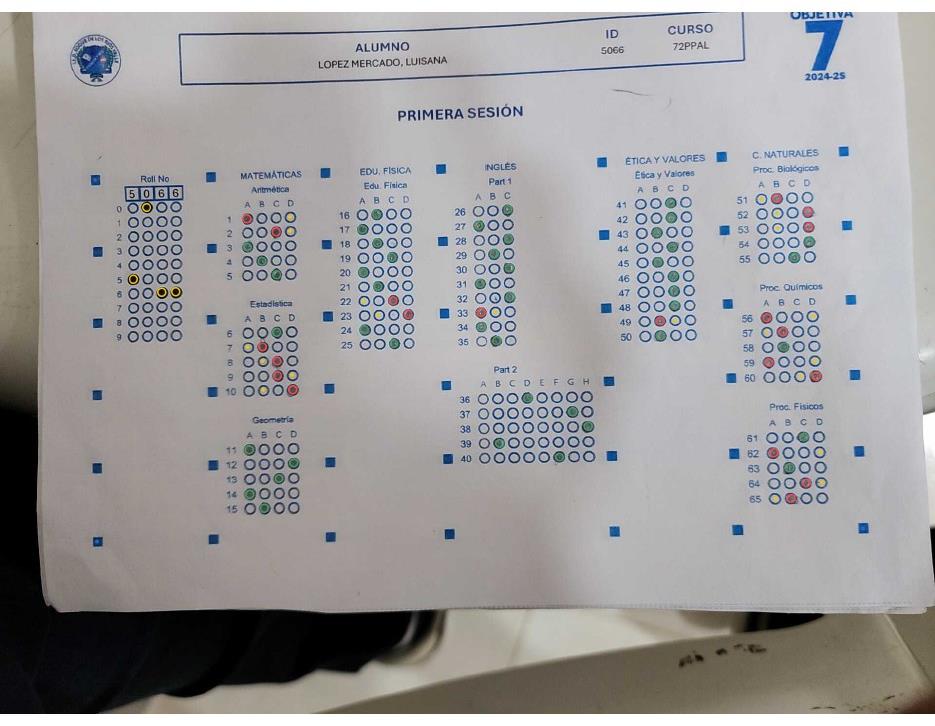 OBJETIVA
7
2024-25
ALUMNO
LOPEZ MERCADO, LUISANA
ID
5066
CURSO
72PPAL
PRIMERA SESIÓN
Roll No
5 0 6 6
0
1
2
3
4
5
6
7
8
9
MATEMÁTICAS
Aritmética
A B C D
1
2
3
4
5
Estadística
A B C D
6
7
8
9
10
Geometría
A B C D
11
12
13
14
15
EDU. FÍSICA
Edu. Física
A B C D
16
17
18
19
20
21
22
23
24
25
INGLÉS
Part 1
A B C
26
27
28
29
30
31
32
33
34
35
Part 2
A B C D E F G H
36
37
38
39
40
ÉTICA Y VALORES
Ética y Valores
A B C D
41
42
43
44
45
46
47
48
49
50
C. NATURALES
Proc. Biológicos
A B C D
51
52
53
54
55
Proc. Químicos
A B C D
56
57
58
59
60
Proc. Físicos
A B C D
61
62
63
64
65